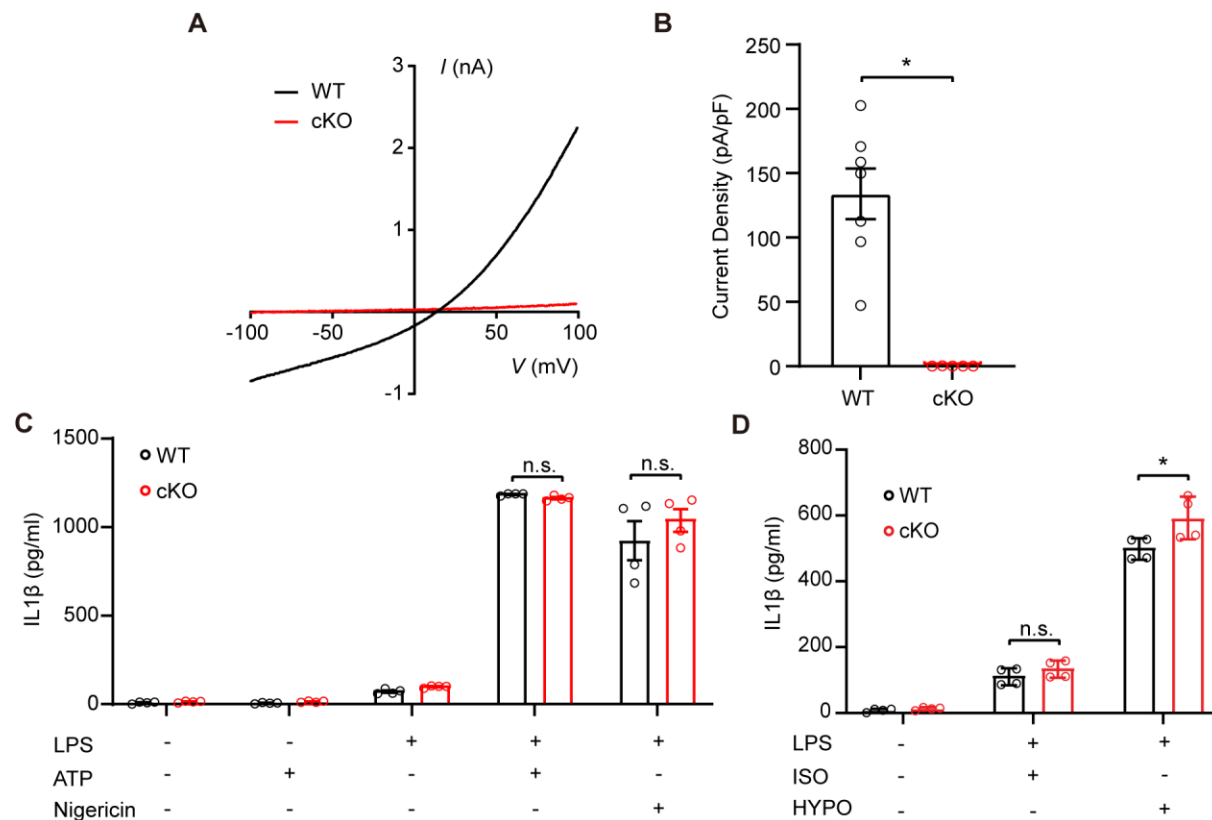 A
I (nA)
3
2
1
-1
-100
-50
50
100
V (mV)
WT
cKO
B
Current Density (pA/pF)
250
200
150
100
50
0
*
WT
cKO
C
IL1β (pg/ml)
1500
1000
500
0
WT
cKO
n.s.
n.s.
LPS - - + + +
ATP - + - + -
Nigericin - - - - +
D
IL1β (pg/ml)
800
600
400
200
0
WT
cKO
n.s.
*
LPS - + +
ISO - + -
HYPO - - +